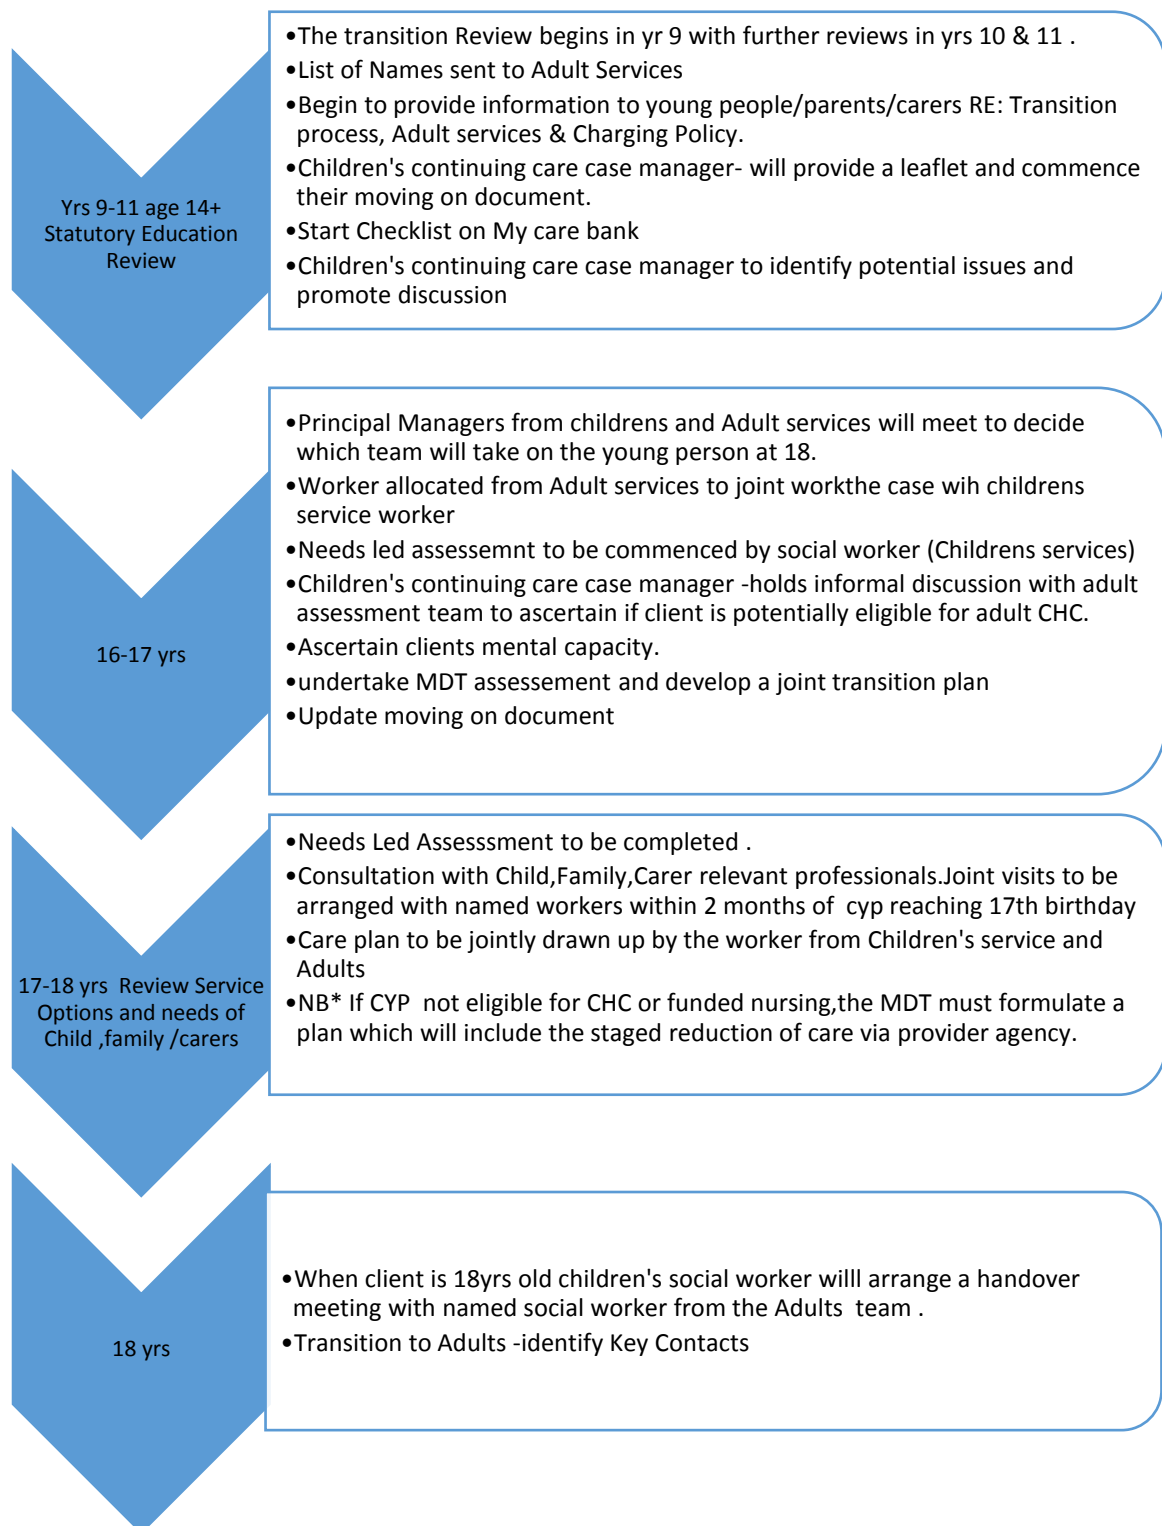 Yrs 9-11 age 14+
Statutory Education
Review
•The transition Review begins in yr 9 with further reviews in yrs 10 & 11 .
•List of Names sent to Adult Services
•Begin to provide information to young people/parents/carers RE: Transition
process, Adult services & Charging Policy.
•Children's continuing care case manager- will provide a leaflet and commence
their moving on document.
•Start Checklist on My care bank
•Children's continuing care case manager to identify potential issues and
promote discussion
16-17 yrs
•Principal Managers from childrens and Adult services will meet to decide
which team will take on the young person at 18.
•Worker allocated from Adult services to joint workthe case wih childrens
service worker
•Needs led assessemnt to be commenced by social worker (Childrens services)
•Children's continuing care case manager -holds informal discussion with adult
assessment team to ascertain if client is potentially eligible for adult CHC.
•Ascertain clients mental capacity.
•undertake MDT assessement and develop a joint transition plan
•Update moving on document
17-18 yrs  Review Service
Options and needs of
Child ,family /carers
•Needs Led Assesssment to be completed .
•Consultation with Child,Family,Carer relevant professionals.Joint visits to be
arranged with named workers within 2 months of  cyp reaching 17th birthday
•Care plan to be jointly drawn up by the worker from Children's service and
Adults
•NB* If CYP  not eligible for CHC or funded nursing,the MDT must formulate a
plan which will include the staged reduction of care via provider agency.
18 yrs
•When client is 18yrs old children's social worker willl arrange a handover
meeting with named social worker from the Adults  team .
•Transition to Adults -identify Key Contacts